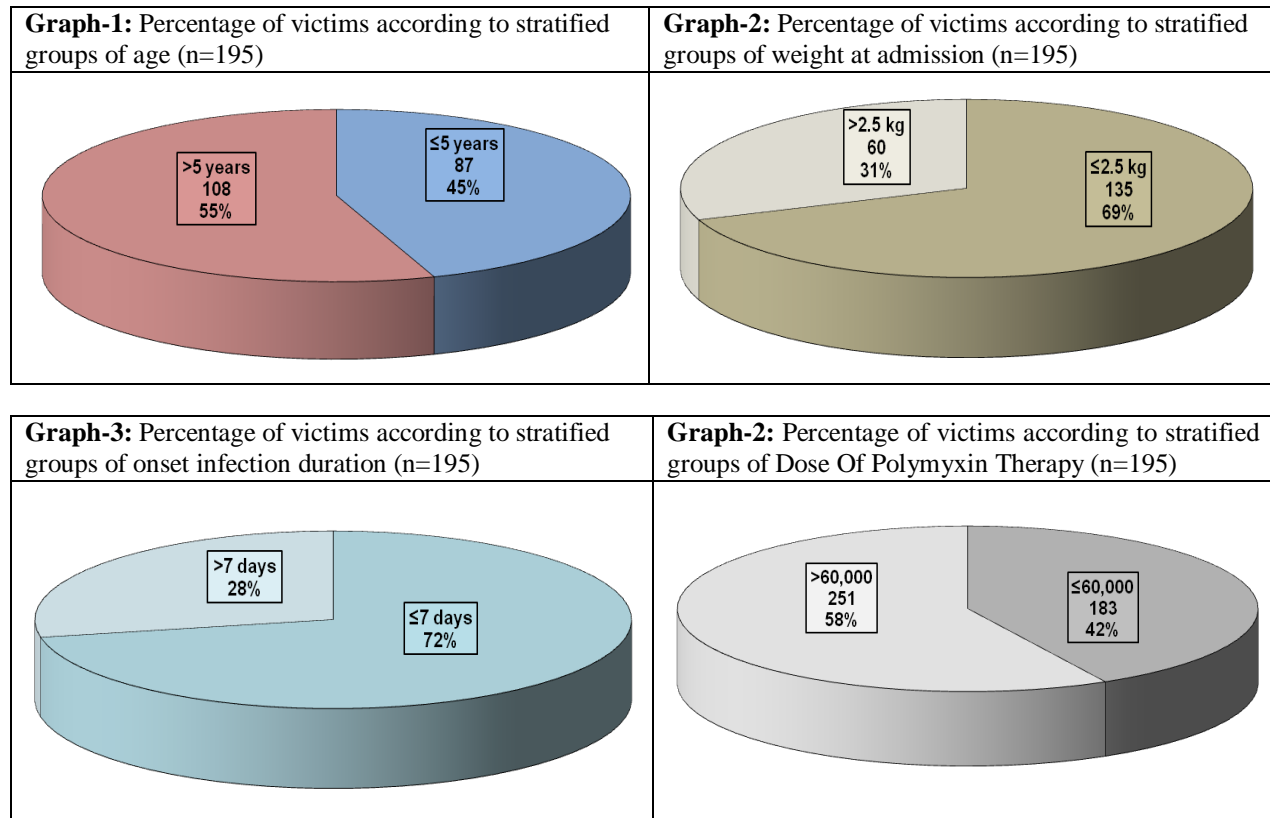 Graph-1: Percentage of victims according to stratified
groups of age (n=195)
>5 years
108
55%
≤5 years
87
45%
Graph-2: Percentage of victims according to stratified
groups of weight at admission (n=195)
>2.5 kg
60
31%
≤2.5 kg
135
69%
Graph-3: Percentage of victims according to stratified
groups of onset infection duration (n=195)
>7 days
28%
≤7 days
72%
Graph-2: Percentage of victims according to stratified
groups of Dose Of Polymyxin Therapy (n=195)
>60,000
251
58%
≤60,000
183
42%